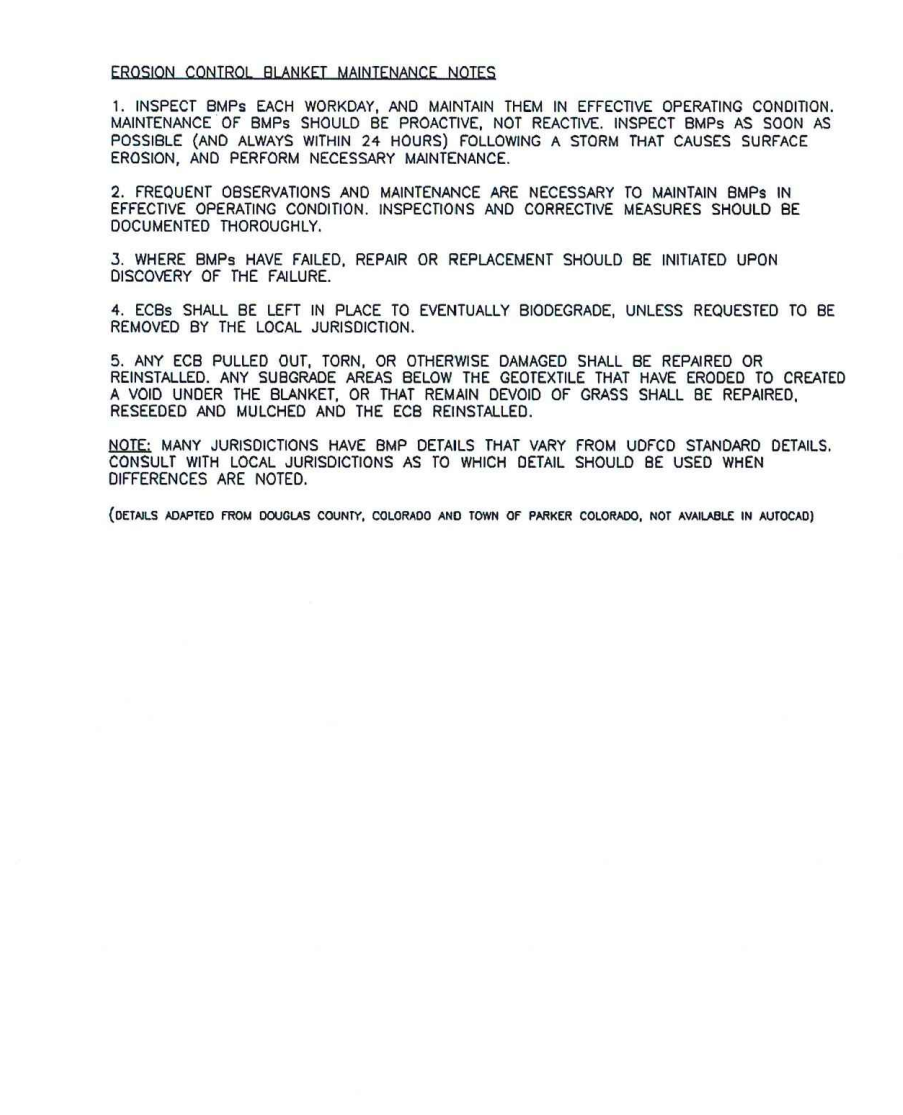 EROSION CONTROL BLANKET MAINTENANCE NOTES
1. INSPECT BMPs EACH WORKDAY, AND MAINTAIN THEM IN EFFECTIVE OPERATING CONDITION.
MAINTENANCE OF BMPs SHOULD BE PROACTIVE, NOT REACTIVE. INSPECT BMPs AS SOON AS
POSSIBLE (AND ALWAYS WITHIN 24 HOURS) FOLLOWING A STORM THAT CAUSES SURFACE
EROSION, AND PERFORM NECESSARY MAINTENANCE.
2. FREQUENT OBSERVATIONS AND MAINTENANCE ARE NECESSARY TO MAINTAIN BMPs IN
EFFECTIVE OPERATING CONDITION. INSPECTIONS AND CORRECTIVE MEASURES SHOULD BE
DOCUMENTED THOROUGHLY.
3. WHERE BMPs HAVE FAILED, REPAIR OR REPLACEMENT SHOULD BE INITIATED UPON
DISCOVERY OF THE FAILURE.
4. ECBs SHALL BE LEFT IN PLACE TO EVENTUALLY BIODEGRADE, UNLESS REQUESTED TO BE
REMOVED BY THE LOCAL JURISDICTION.
5. ANY ECB PULLED OUT, TORN, OR OTHERWISE DAMAGED SHALL BE REPAIRED OR
REINSTALLED. ANY SUBGRADE AREAS BELOW THE GEOTEXTILE THAT HAVE ERODED TO CREATED
A VOID UNDER THE BLANKET, OR THAT REMAIN DEVOID OF GRASS SHALL BE REPAIRED,
RESEEDED AND MULCHED AND THE ECB REINSTALLED.
NOTE: MANY JURISDICTIONS HAVE BMP DETAILS THAT VARY FROM UDFCD STANDARD DETAILS.
CONSULT WITH LOCAL JURISDICTIONS AS TO WHICH DETAIL SHOULD BE USED WHEN
DIFFERENCES ARE NOTED.
(DETAILS ADAPTED FROM DOUGLAS COUNTY, COLORADO AND TOWN OF PARKER COLORADO, NOT AVAILABLE IN AUTOCAD)